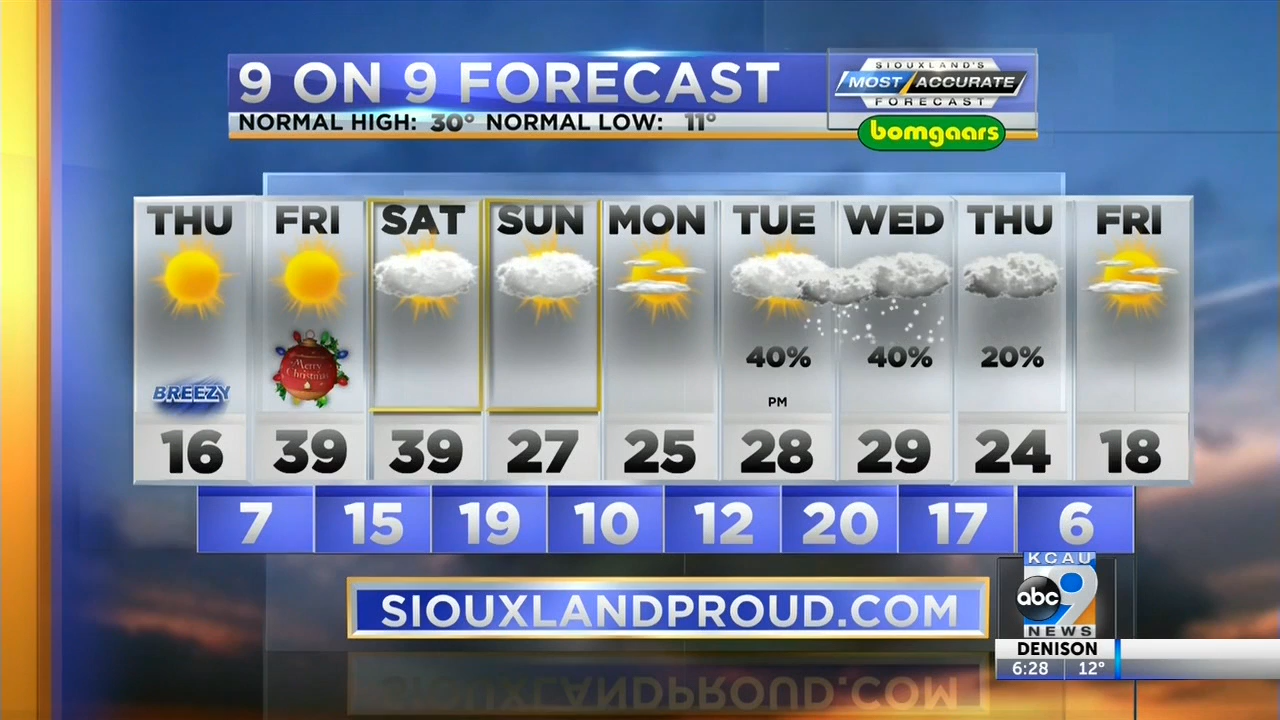 9 ON 9 FORECAST
NORMAL HIGH: 30° NORMAL LOW: 11°
SIOUXLAND'S
MOST ACCURATE
FORECAST
bomgaars
THU FRI SAT SUN MON TUE WED THU FRI
Merry
Christmas
40% 40% 20%
BREEZY
PM
16 39 39 27 25 28 29 24 18
7 15 19 10 12 20 17 6
SIOUXLANDPROUD.COM
KCAU
abc 9
NEWS
DENISON
6:28 12°
SIOUXLANDPROUD.COM